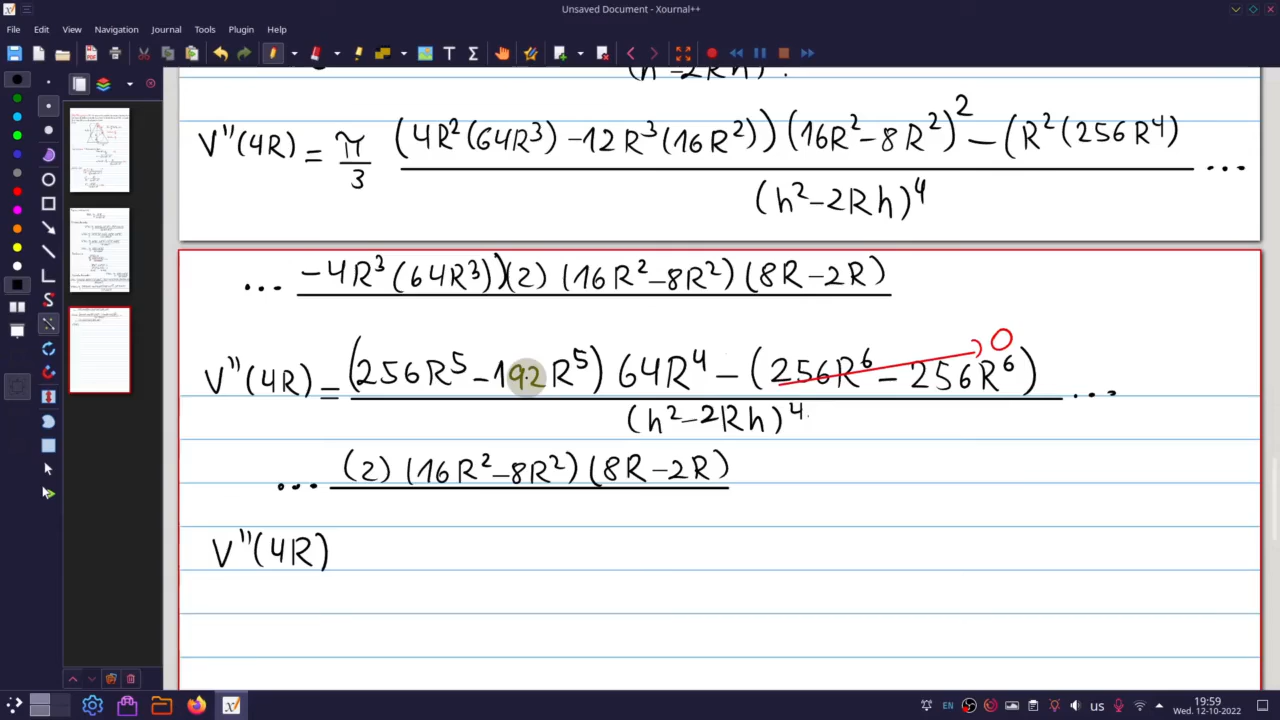 Unsaved Document - Xournal++
File Edit View Navigation Journal Tools Plugin Help
(h²-2Rh) .
V"(4R) = π/3 (4R²(64R³) -12R³(16R²))(16R²-8R²)² - (R²(256R⁴) ...
(h²-2Rh)⁴
... -4R³(64R³))(2) (16R²-8R²)(8R-2R)
V"(4R) = (256R⁵-192R⁵) 64R⁴ - (256R⁶-256R⁶) ...
0
(h²-2Rh)⁴
... (2) (16R²-8R²)(8R-2R)
V"(4R)
EN us 19:59
Wed. 12-10-2022